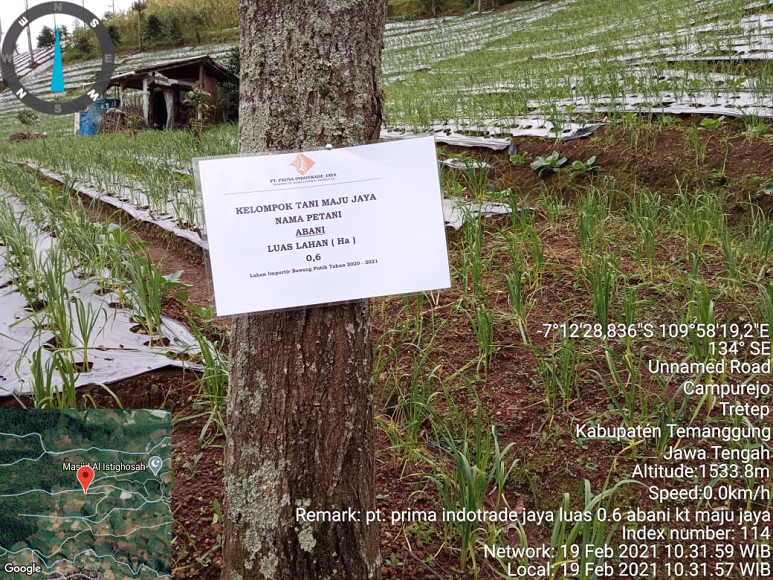 PT. PRIMA INDOTRADE JAYA
KELOMPOK TANI MAJU JAYA
NAMA PETANI
ABANI
LUAS LAHAN ( Ha )
0,6
Lahan Importir Bawang Putih Tahun 2020 - 2021
-7°12'28,836"S 109°58'19,2"E
134° SE
Unnamed Road
Campurejo
Tretep
Kabupaten Temanggung
Jawa Tengah
Altitude:1533.8m
Speed:0.0km/h
Remark: pt. prima indotrade jaya luas 0.6 abani kt maju jaya
Index number: 114
Network: 19 Feb 2021 10.31.59 WIB
Local: 19 Feb 2021 10.31.57 WIB
Masjid Al Istighosah
Google